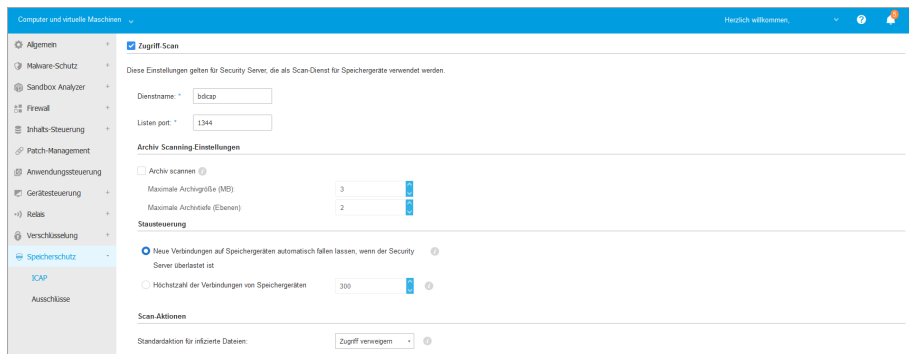 Computer und virtuelle Maschinen
Herzlich willkommen,
Allgemein
Malware-Schutz
Sandbox Analyzer
Firewall
Inhalts-Steuerung
Patch-Management
Anwendungssteuerung
Gerätesteuerung
Relais
Verschlüsselung
Speicherschutz
ICAP
Ausschlüsse
Zugriff-Scan
Diese Einstellungen gelten für Security Server, die als Scan-Dienst für Speichergeräte verwendet werden.
Dienstname: * bdicap
Listen port: * 1344
Archiv Scanning-Einstellungen
Archiv scannen
Maximale Archivgröße (MB) 3
Maximale Archivtiefe (Ebenen) 2
Stausteuerung
Neue Verbindungen auf Speichergeräten automatisch fallen lassen, wenn der Security
Server überlastet ist
Höchstzahl der Verbindungen von Speichergeräten 300
Scan-Aktionen
Standardaktion für infizierte Dateien: Zugriff verweigern